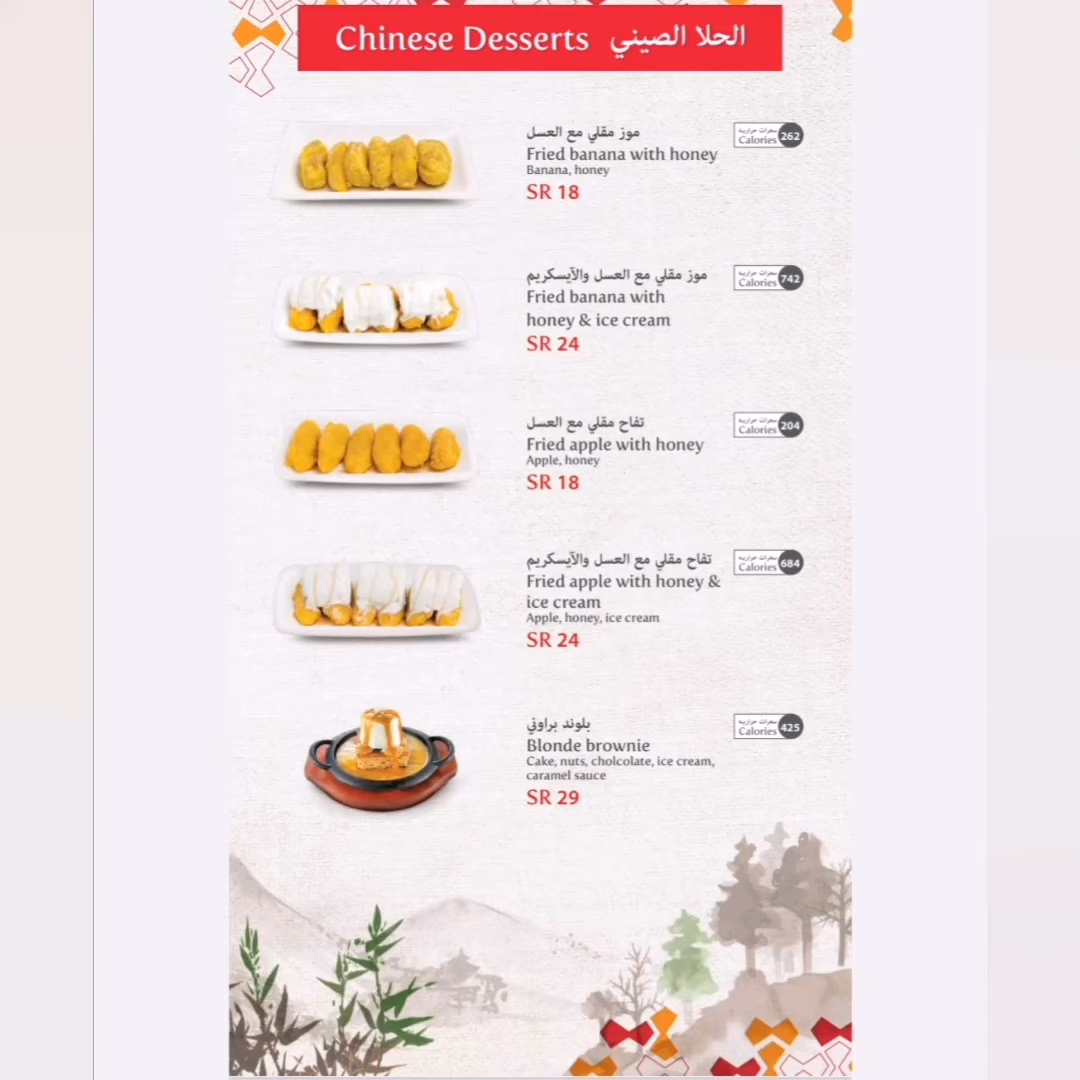 Chinese Desserts الحلا الصيني
موز مقلي مع العسل
سعرات حرارية
Calories 262
Fried banana with honey
Banana, honey
SR 18
موز مقلي مع العسل والآيسكريم
سعرات حرارية
Calories 742
Fried banana with
honey & ice cream
SR 24
تفاح مقلي مع العسل
سعرات حرارية
Calories 204
Fried apple with honey
Apple, honey
SR 18
تفاح مقلي مع العسل والآيسكريم
سعرات حرارية
Calories 684
Fried apple with honey &
ice cream
Apple, honey, ice cream
SR 24
بلوند براوني
سعرات حرارية
Calories 425
Blonde brownie
Cake, nuts, cholcolate, ice cream,
caramel sauce
SR 29